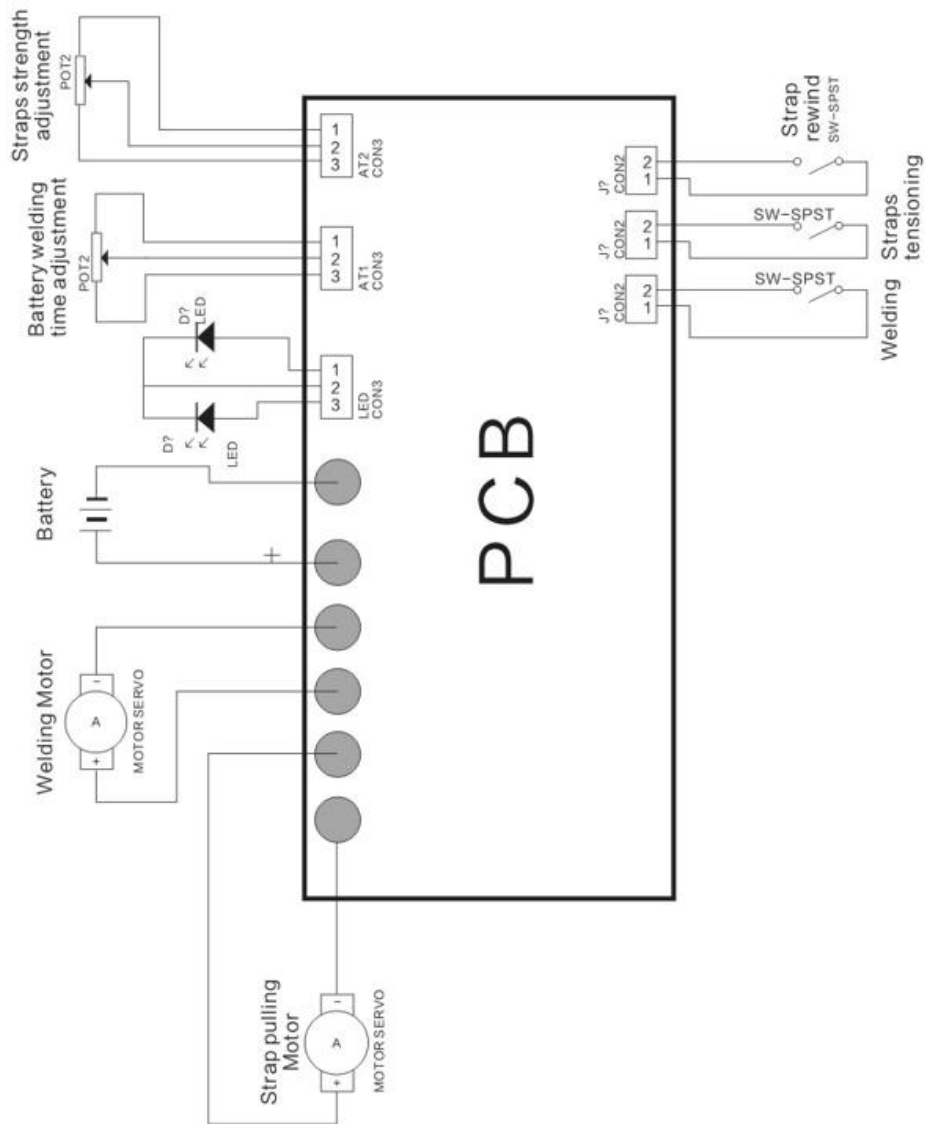 Straps strength
adjustment
POT2
1
2
3
AT2
CON3
Battery welding
time adjustment
POT2
1
2
3
AT1
CON3
D?
LED
D?
LED
1
2
3
LED
CON3
Battery
+
Welding Motor
−
A
+
MOTOR SERVO
Strap pulling
Motor
−
A
+
MOTOR SERVO
PCB
J?
CON2
2
1
Strap
rewind
SW-SPST
J?
CON2
2
1
SW-SPST
Straps
tensioning
J?
CON2
2
1
SW-SPST
Welding